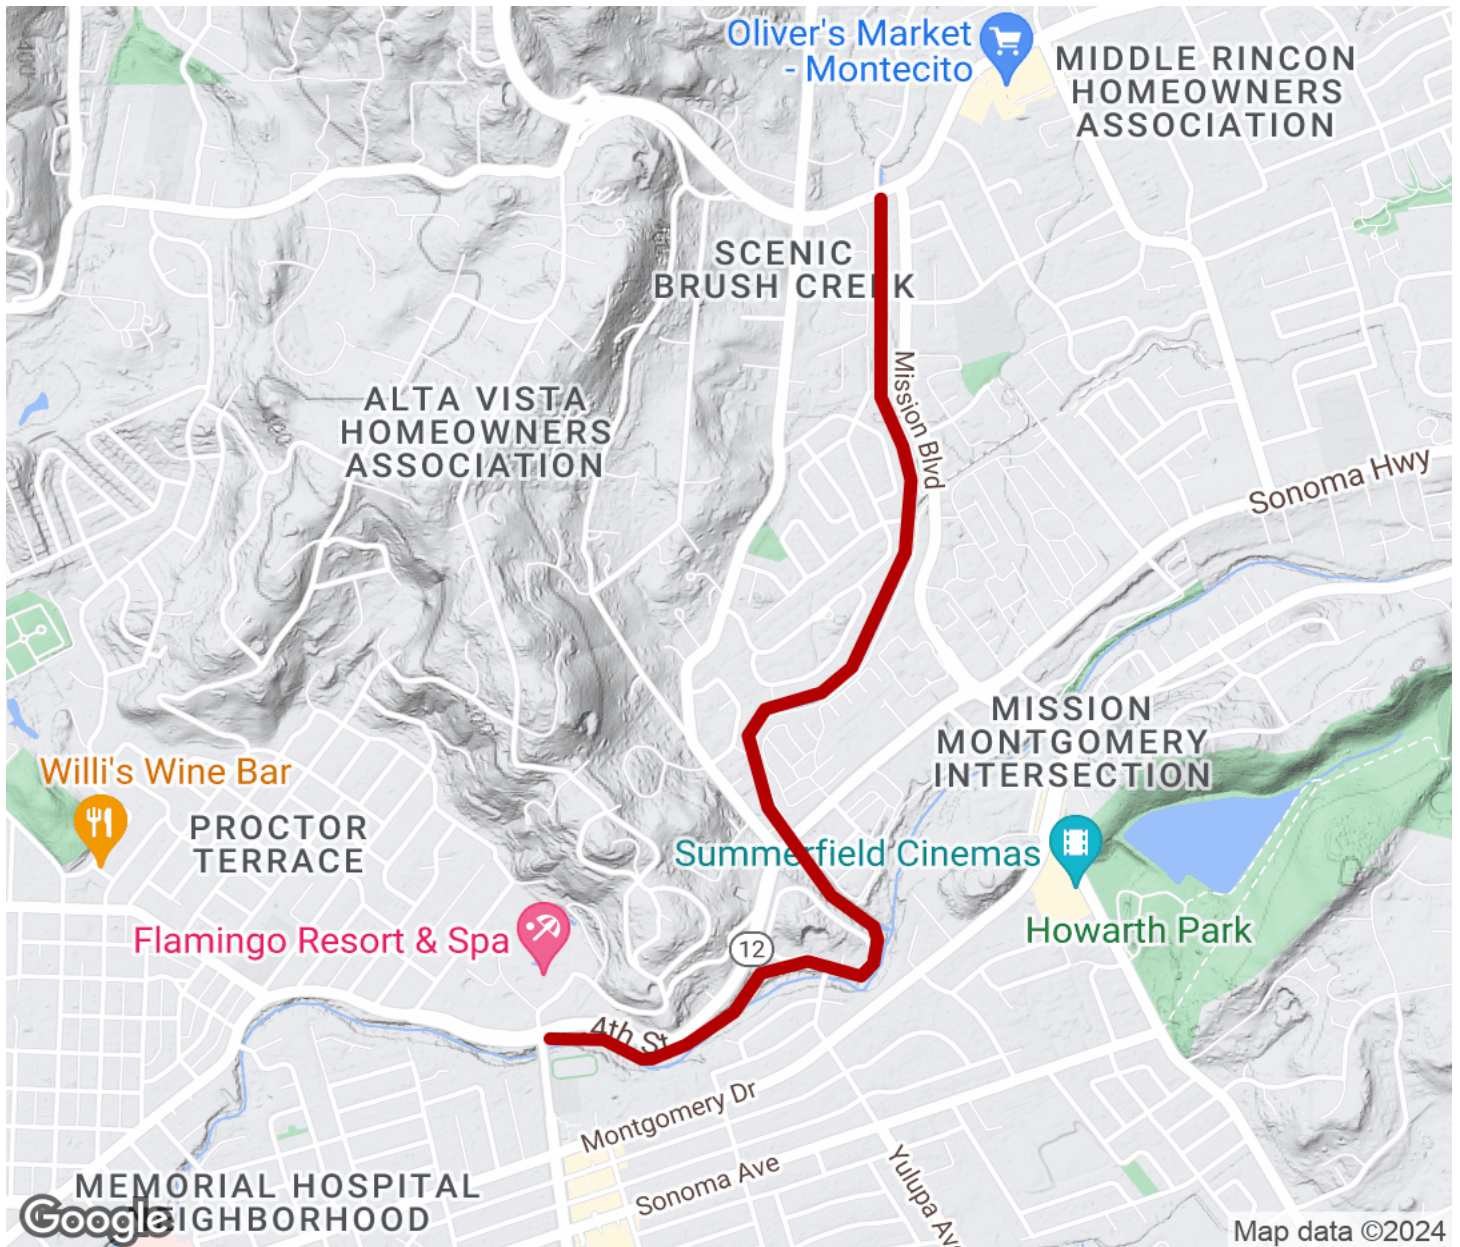 Oliver's Market
- Montecito
MIDDLE RINCON
HOMEOWNERS
ASSOCIATION
SCENIC
BRUSH CREEK
Mission Blvd
ALTA VISTA
HOMEOWNERS
ASSOCIATION
Sonoma Hwy
MISSION
MONTGOMERY
INTERSECTION
Willi's Wine Bar
PROCTOR
TERRACE
Summerfield Cinemas
Howarth Park
Flamingo Resort & Spa
12
4th St
Montgomery Dr
Sonoma Ave
Yulupa Av
MEMORIAL HOSPITAL
NEIGHBORHOOD
Google
Map data ©2024